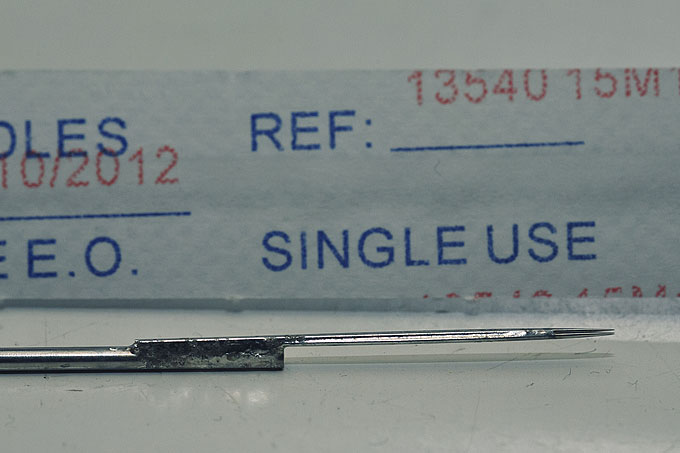 13540 15M
OLES REF:
10/2012
E E.O. SINGLE USE